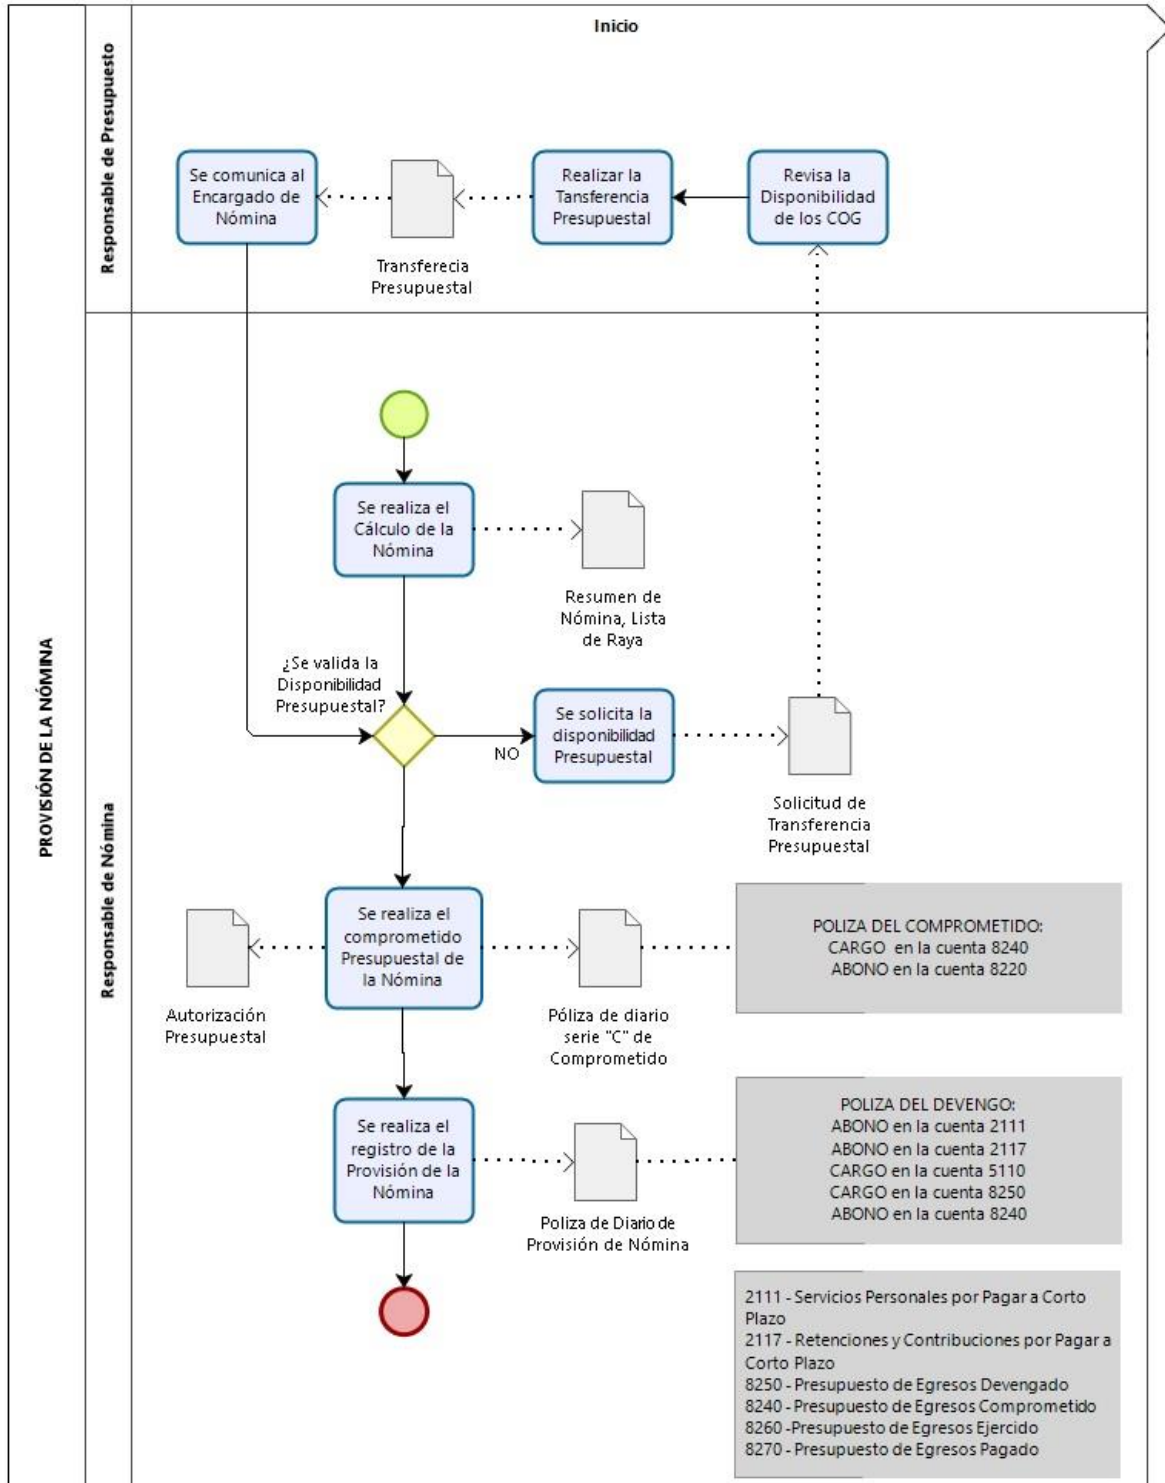 Inicio
PROVISIÓN DE LA NÓMINA
Responsable de Presupuesto
Se comunica al
Encargado de
Nómina
Transferecia
Presupuestal
Realizar la
Tansferencia
Presupuestal
Revisa la
Disponibilidad
de los COG
Responsable de Nómina
Se realiza el
Cálculo de la
Nómina
Resumen de
Nómina, Lista
de Raya
¿Se valida la
Disponibilidad
Presupuestal?
NO
Se solicita la
disponibilidad
Presupuestal
Solicitud de
Transferencia
Presupuestal
Se realiza el
comprometido
Presupuestal de
la Nómina
Autorización
Presupuestal
Póliza de diario
serie "C" de
Comprometido
POLIZA DEL COMPROMETIDO:
CARGO en la cuenta 8240
ABONO en la cuenta 8220
Se realiza el
registro de la
Provisión de la
Nómina
Poliza de Diario de
Provisión de Nómina
POLIZA DEL DEVENGO:
ABONO en la cuenta 2111
ABONO en la cuenta 2117
CARGO en la cuenta 5110
CARGO en la cuenta 8250
ABONO en la cuenta 8240
2111 - Servicios Personales por Pagar a Corto
Plazo
2117 - Retenciones y Contribuciones por Pagar a
Corto Plazo
8250 - Presupuesto de Egresos Devengado
8240 - Presupuesto de Egresos Comprometido
8260 -Presupuesto de Egresos Ejercido
8270 - Presupuesto de Egresos Pagado